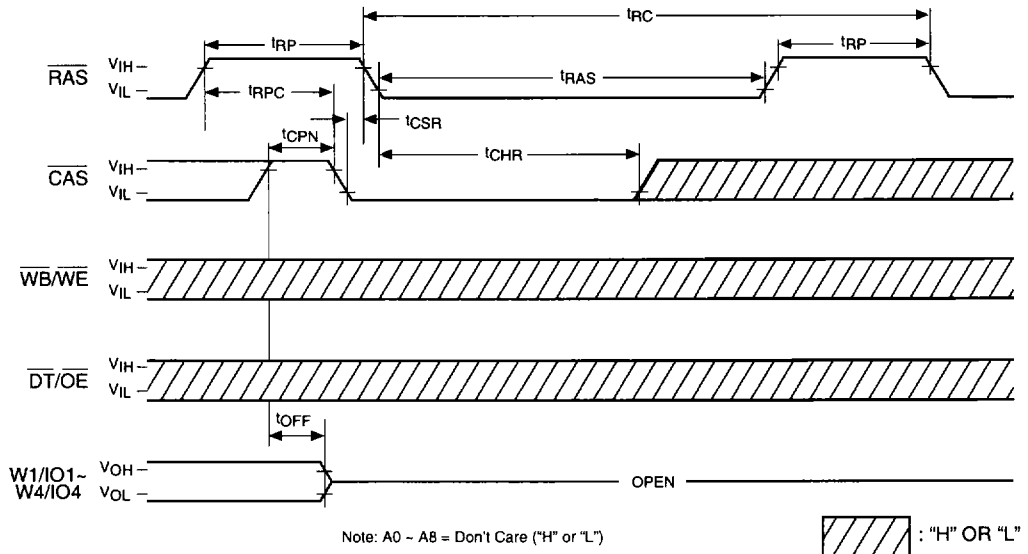 tRC
tRP
tRP
RAS
VIH
VIL
tRAS
tRPC
tCSR
tCPN
tCHR
CAS
VIH
VIL
WB/WE
VIH
VIL
DT/OE
VIH
VIL
tOFF
W1/IO1~
W4/IO4
VOH
VOL
OPEN
Note: A0 ~ A8 = Don't Care ("H" or "L")
: "H" OR "L"